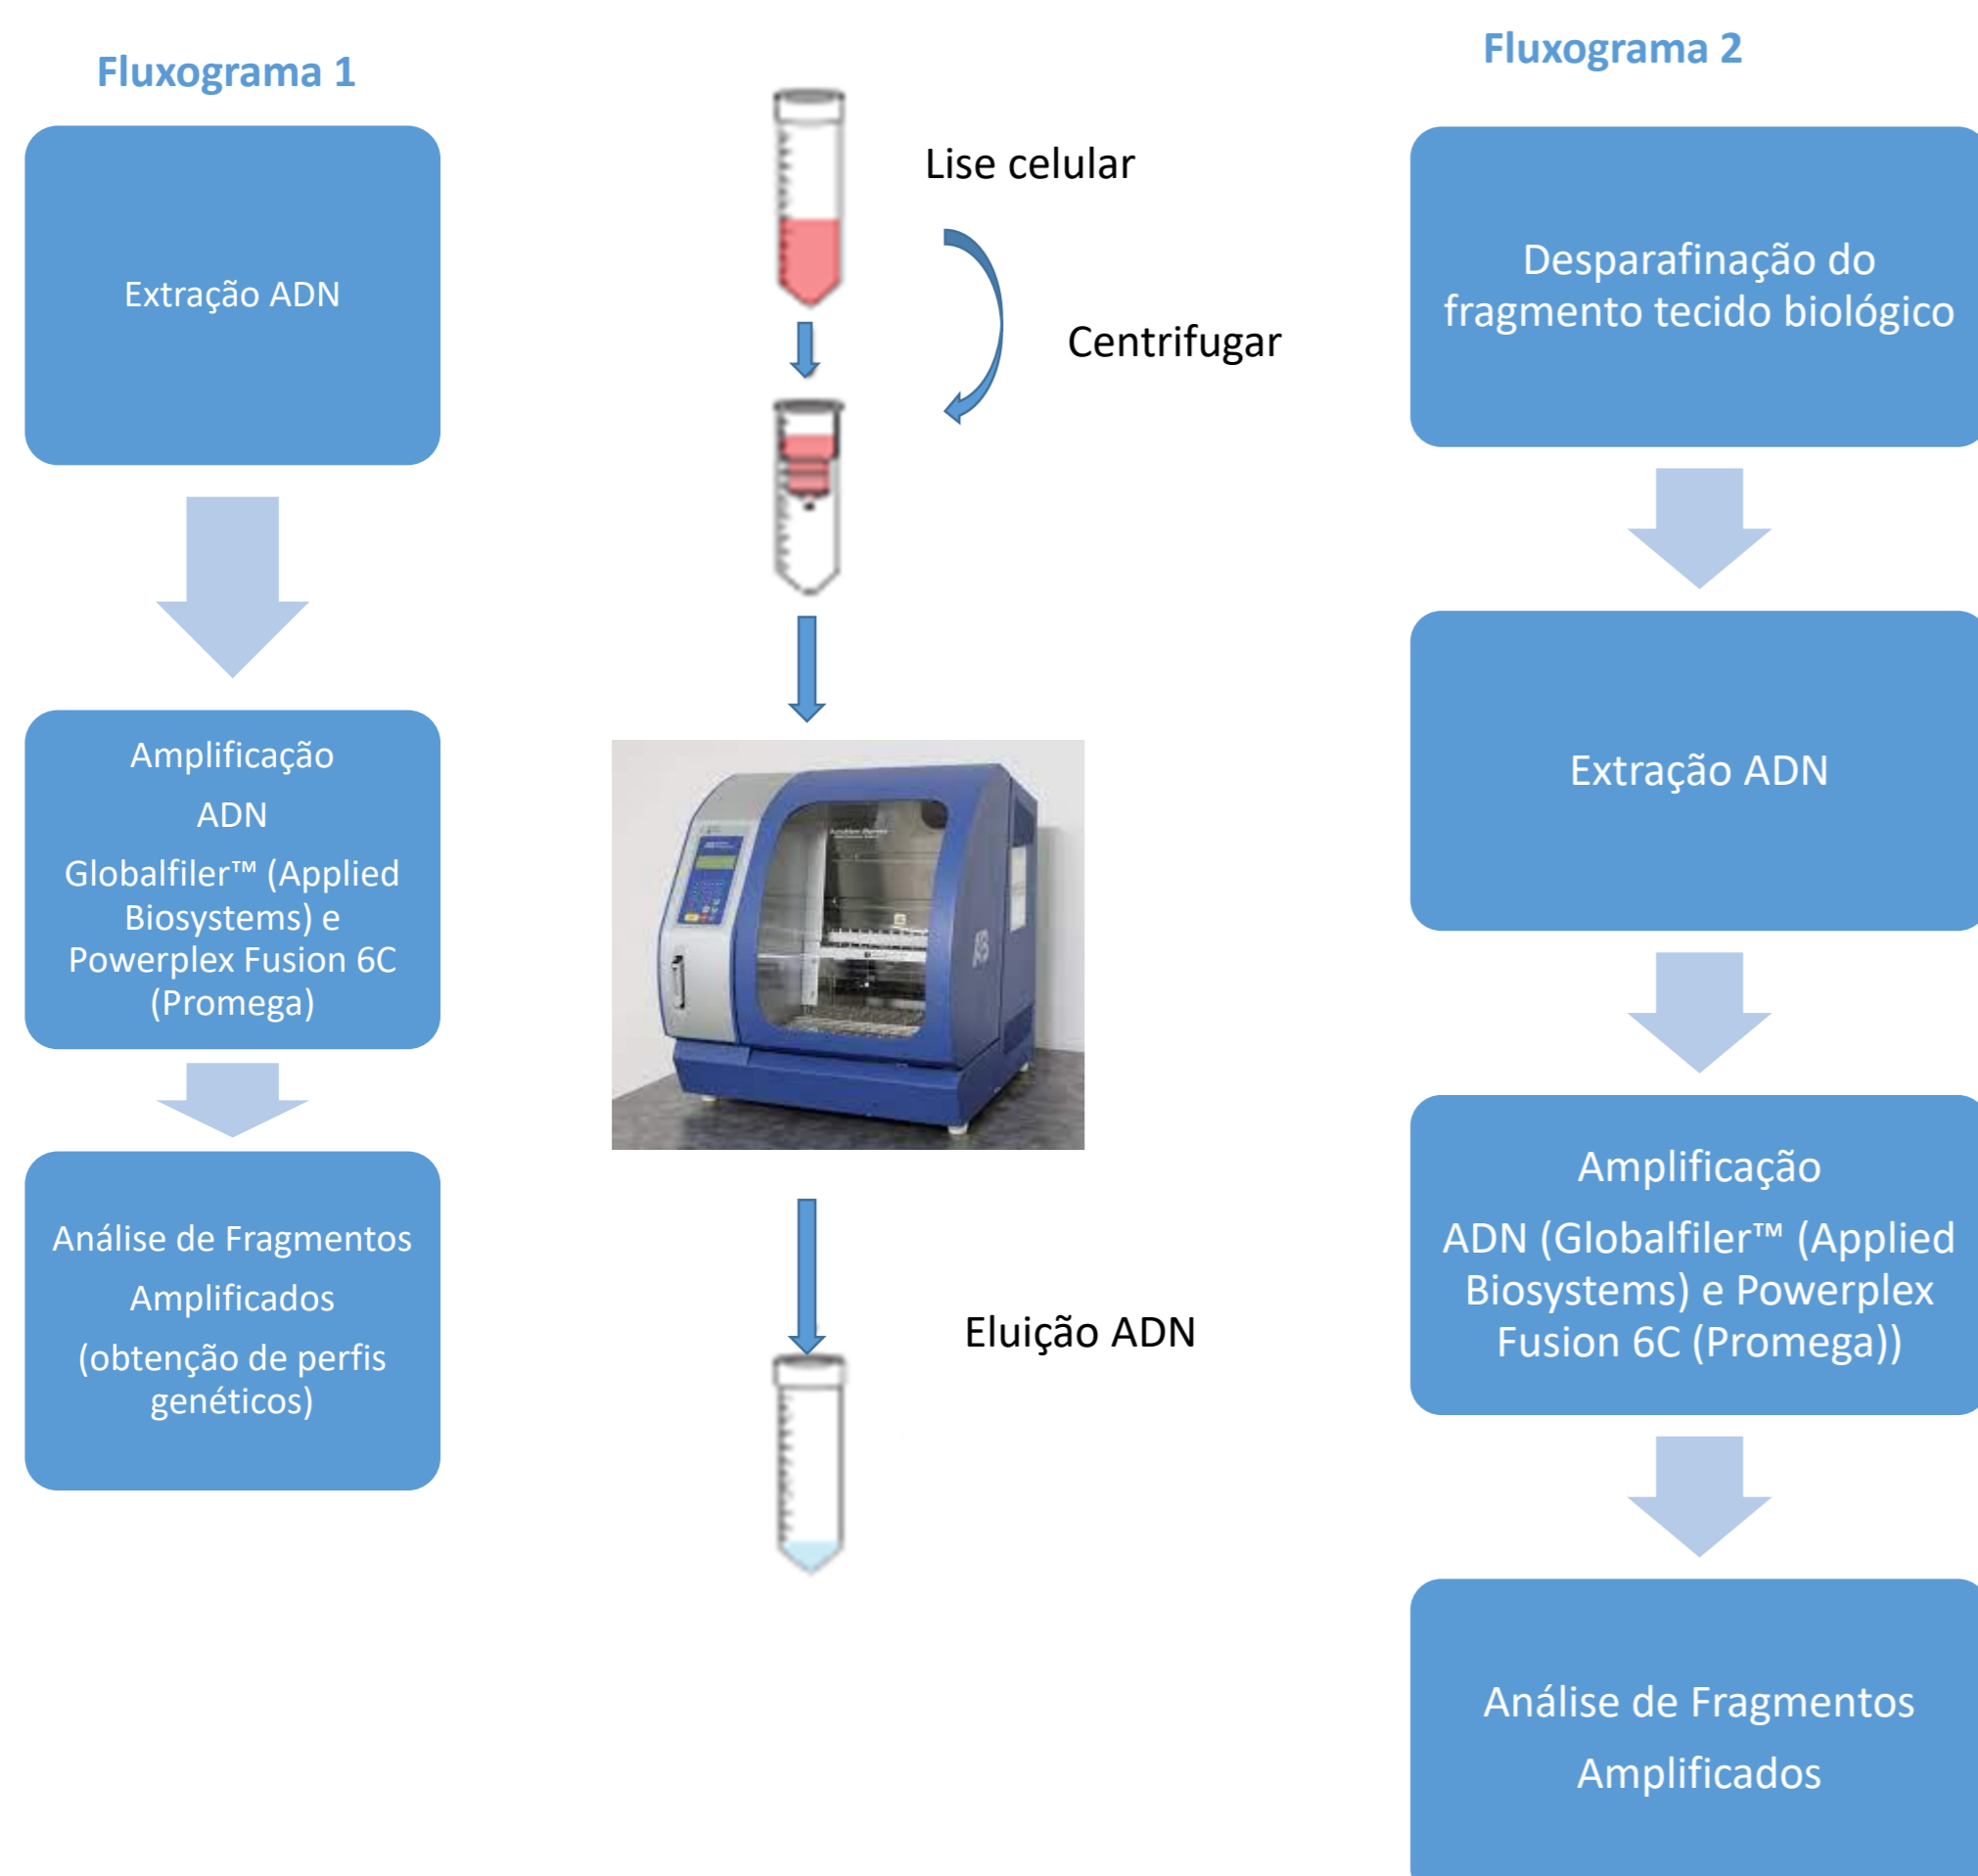 Fluxograma 1
Extração ADN
Amplificação
ADN
Globalfiler™ (Applied
Biosystems) e
Powerplex Fusion 6C
(Promega)
Análise de Fragmentos
Amplificados
(obtenção de perfis
genéticos)
Lise celular
Centrifugar
Eluição ADN
Fluxograma 2
Desparafinação do
fragmento tecido biológico
Extração ADN
Amplificação
ADN (Globalfiler™ (Applied
Biosystems) e Powerplex
Fusion 6C (Promega))
Análise de Fragmentos
Amplificados